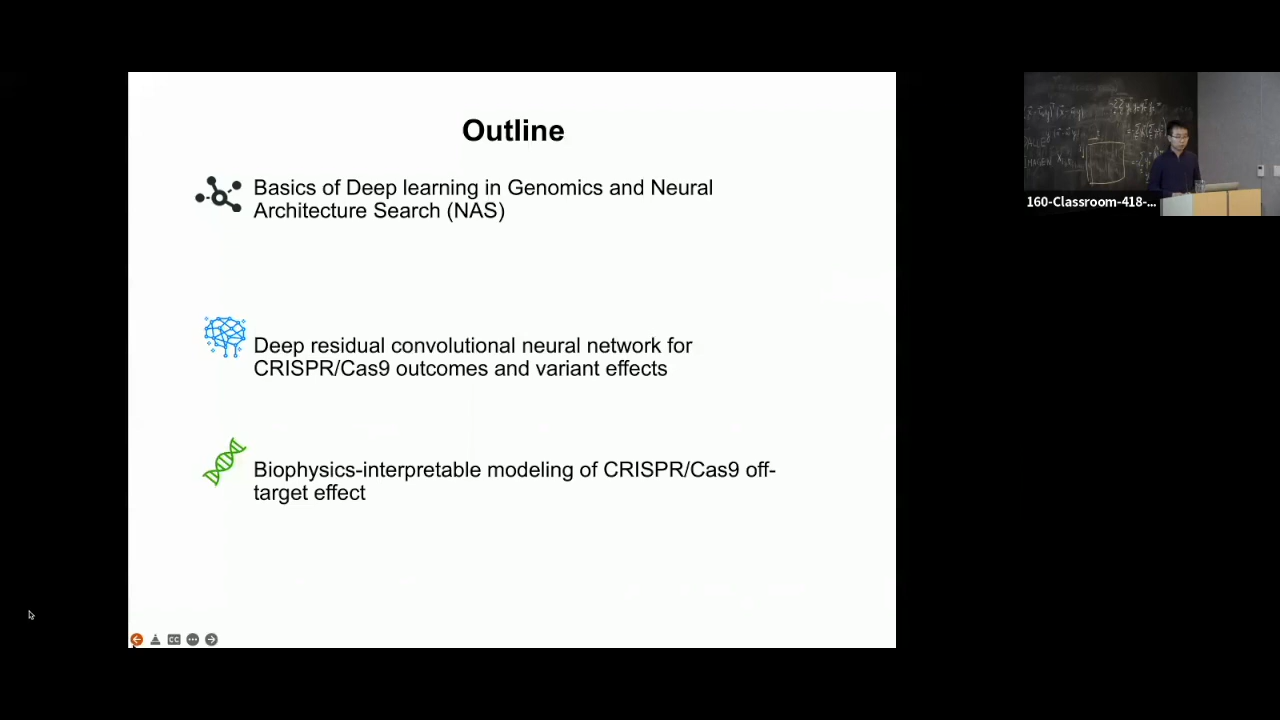 Outline
Basics of Deep learning in Genomics and Neural
Architecture Search (NAS)
Deep residual convolutional neural network for
CRISPR/Cas9 outcomes and variant effects
Biophysics-interpretable modeling of CRISPR/Cas9 off-
target effect
CC
160-Classroom-418-...